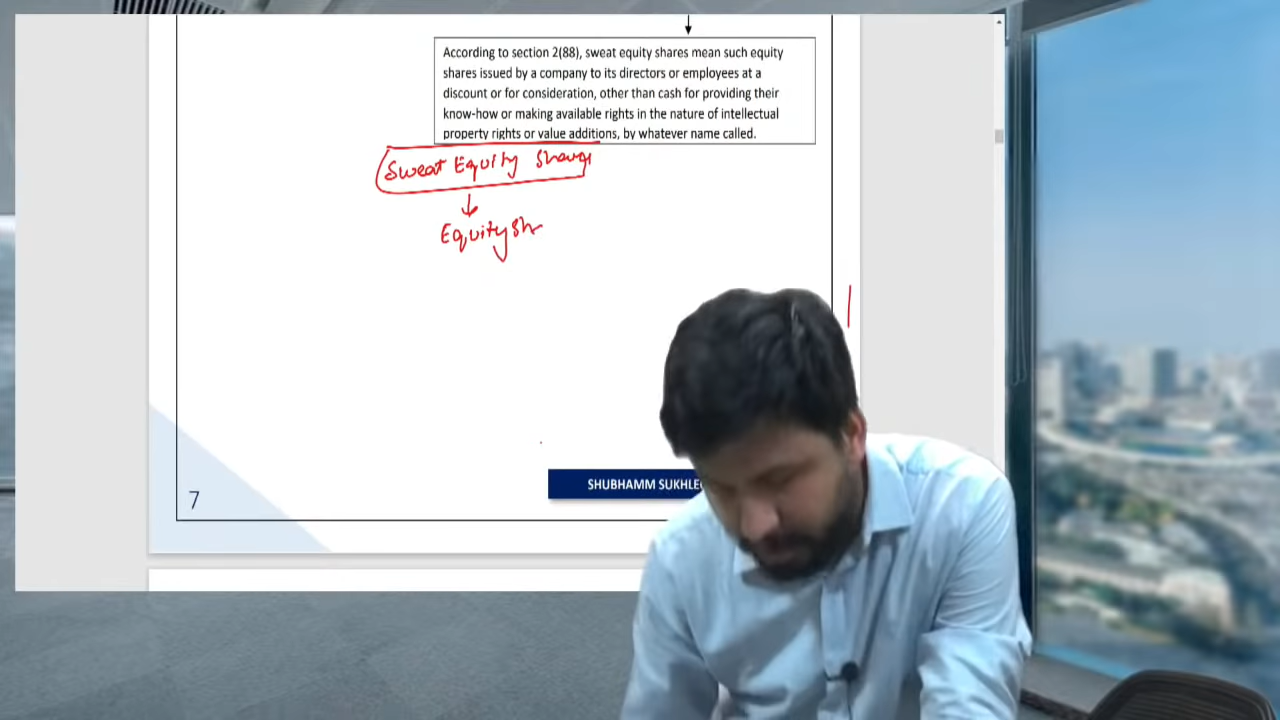 According to section 2(88), sweat equity shares mean such equity
shares issued by a company to its directors or employees at a
discount or for consideration, other than cash for providing their
know-how or making available rights in the nature of intellectual
property rights or value additions, by whatever name called.
Sweat Equity Shares
Equity Sh
SHUBHAMM SUKHLE
7